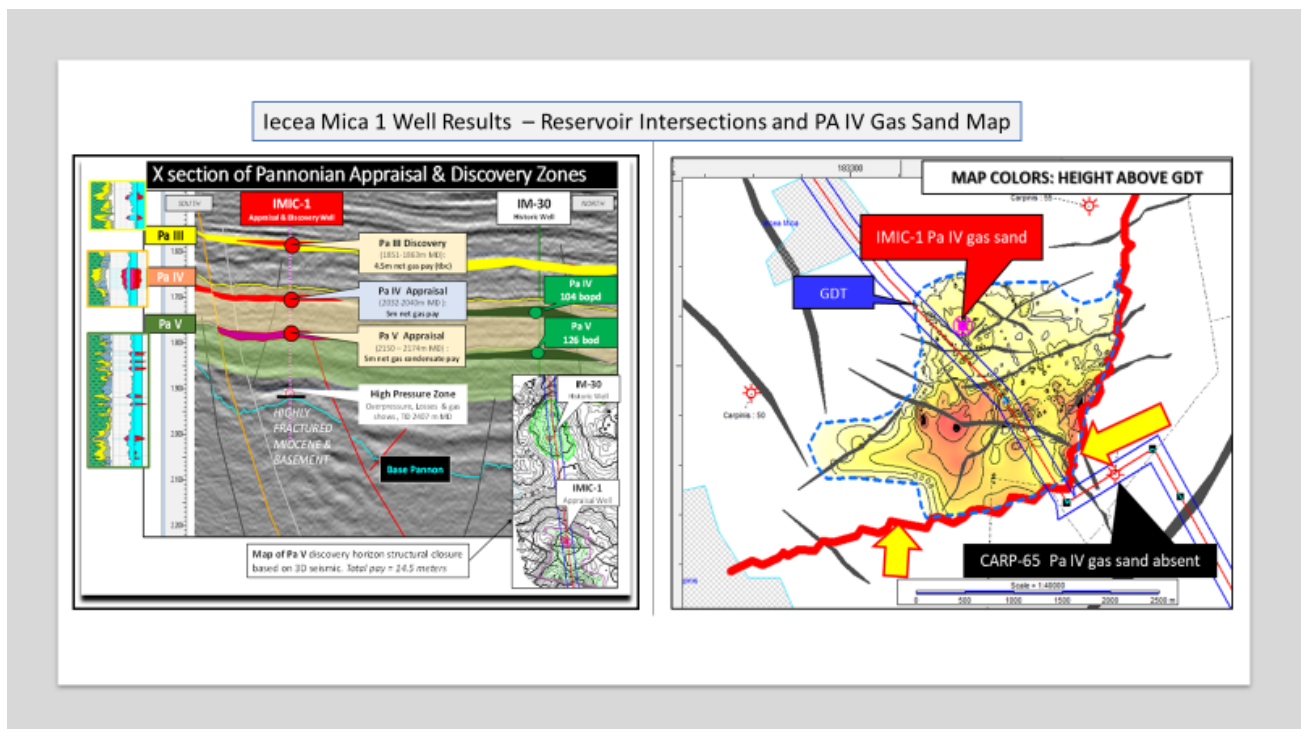 Iecea Mica 1 Well Results – Reservoir Intersections and PA IV Gas Sand Map
X section of Pannonian Appraisal & Discovery Zones
SOUTH
IMIC-1
Appraisal & Discovery Well
IM-30
Historic Well
NORTH
Pa III
Pa III Discovery
(1851-1863m MD):
4.5m net gas pay (tbc)
Pa IV
Pa IV Appraisal
(2032-2040m MD):
5m net gas pay
Pa IV
104 bopd
Pa V
Pa V Appraisal
(2150 – 2174m MD) :
5m net gas condensate pay
Pa V
126 bod
High Pressure Zone
Overpressure, Losses & gas
shows, TD 2407 m MD
HIGHLY
FRACTURED
MIOCENE &
BASEMENT
Base Pannon
IM-30
Historic Well
IMIC-1
Appraisal Well
Map of Pa V discovery horizon structural closure
based on 3D seismic. Total pay = 14.5 meters
183300
MAP COLORS: HEIGHT ABOVE GDT
Carpinis : 55
IMIC-1 Pa IV gas sand
GDT
Carpinis : 50
CARP-65 Pa IV gas sand absent
Scale = 1:40000
0 500 1000 1500 2000 2500 m